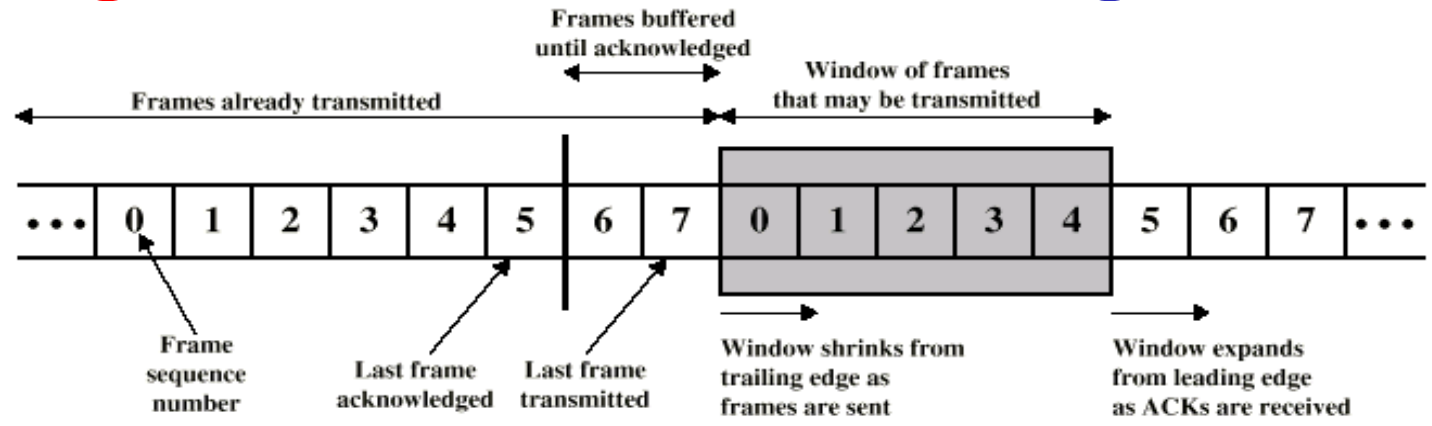 Frames buffered
until acknowledged
Window of frames
that may be transmitted
Frames already transmitted
••• 0 1 2 3 4 5 6 7 0 1 2 3 4 5 6 7 •••
Frame
sequence
number
Last frame
acknowledged
Last frame
transmitted
Window shrinks from
trailing edge as
frames are sent
Window expands
from leading edge
as ACKs are received